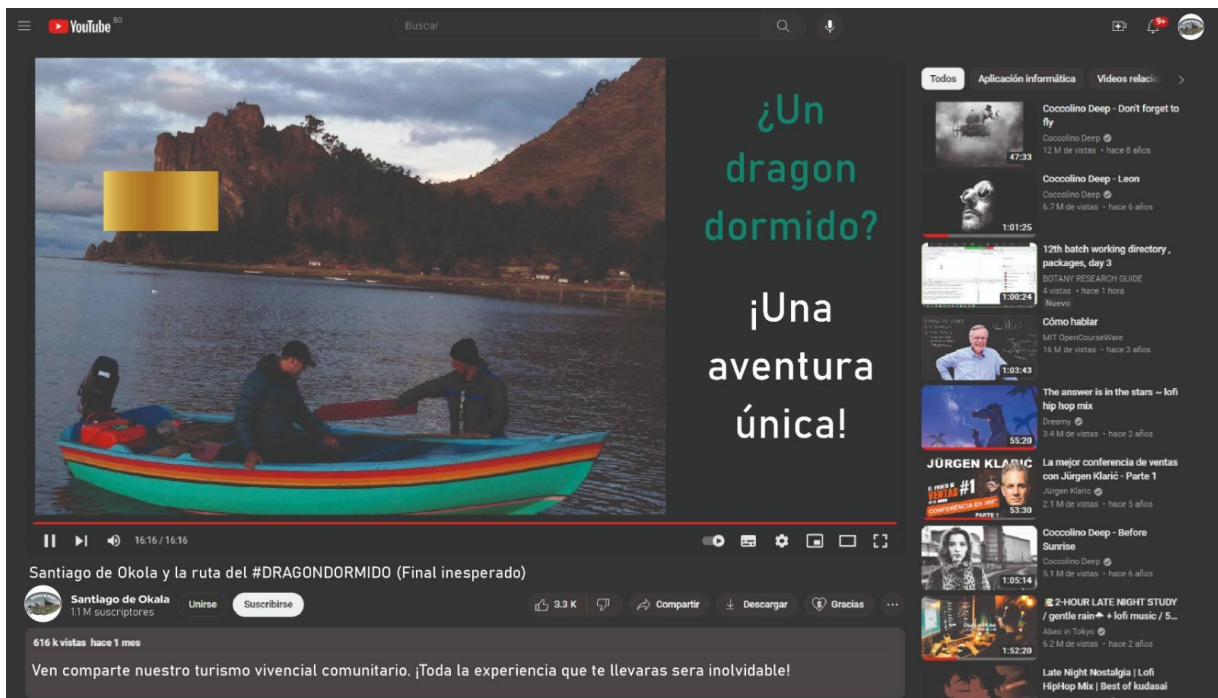 YouTube BO
Buscar
9+
¿Un
dragon
dormido?
¡Una
aventura
única!
16:16 / 16:16
Santiago de Okola y la ruta del #DRAGONDORMIDO (Final inesperado)
Santiago de Okala
1.1 M suscriptores
Unirse
Suscribirse
3.3 K
Compartir
Descargar
Gracias
616 k vistas hace 1 mes
Ven comparte nuestro turismo vivencial comunitario. ¡Toda la experiencia que te llevaras sera inolvidable!
Todos
Aplicación informática
Videos relacio
47:33
Coccolino Deep - Don't forget to
fly
Coccolino Deep
12 M de vistas • hace 8 años
1:01:25
Coccolino Deep - Leon
Coccolino Deep
6.7 M de vistas • hace 6 años
1:00:24
12th batch working directory ,
packages, day 3
BOTANY RESEARCH GUIDE
4 vistas • hace 1 hora
Nuevo
1:03:43
Cómo hablar
MIT OpenCourseWare
16 M de vistas • hace 3 años
55:20
The answer is in the stars ~ lofi
hip hop mix
Dreamy
3.4 M de vistas • hace 2 años
JÜRGEN KLARIĆ
VENTAS #1
CONFERENCIA EN 360°
PARTE 1
53:30
La mejor conferencia de ventas
con Jürgen Klarić - Parte 1
Jürgen Klaric
2.1 M de vistas • hace 5 años
1:05:14
Coccolino Deep - Before
Sunrise
Coccolino Deep
5.1 M de vistas • hace 6 años
1:52:20
2-HOUR LATE NIGHT STUDY
/ gentle rain + lofi music / 5...
Abao in Tokyo
6.2 M de vistas • hace 2 años
Late Night Nostalgia | Lofi
HipHop Mix | Best of kudasai